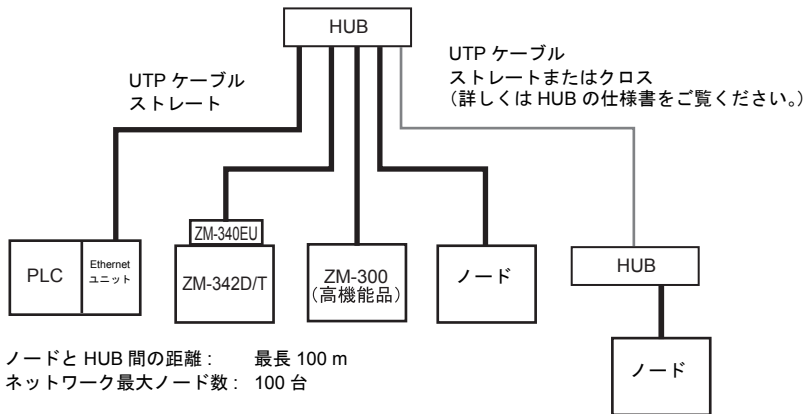 HUB
UTP ケーブル
ストレート
UTP ケーブル
ストレートまたはクロス
（詳しくは HUB の仕様書をご覧ください。）
PLC
Ethernet
ユニット
ZM-340EU
ZM-342D/T
ZM-300
（高機能品）
ノード
HUB
ノード
ノードと HUB 間の距離 : 最長 100 m
ネットワーク最大ノード数 : 100 台